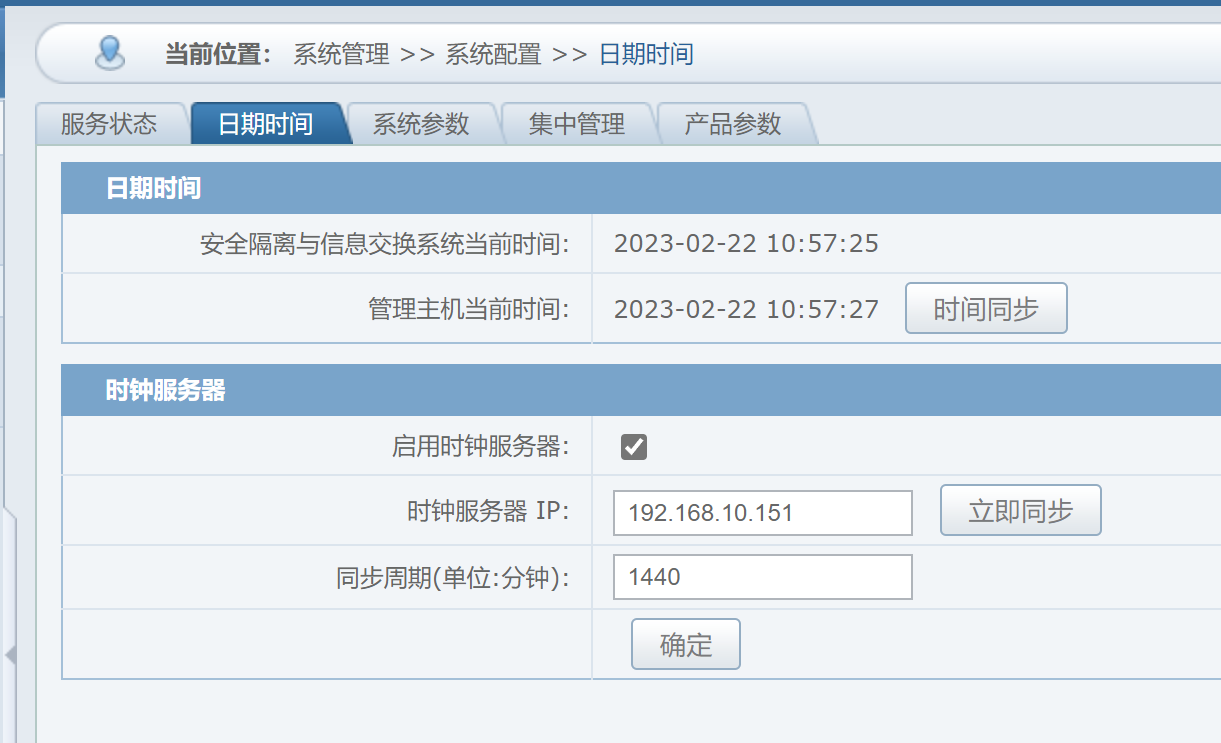 当前位置： 系统管理 >> 系统配置 >> 日期时间
服务状态 日期时间 系统参数 集中管理 产品参数
日期时间
安全隔离与信息交换系统当前时间: 2023-02-22 10:57:25
管理主机当前时间: 2023-02-22 10:57:27 时间同步
时钟服务器
启用时钟服务器:
时钟服务器 IP: 192.168.10.151 立即同步
同步周期(单位:分钟): 1440
确定